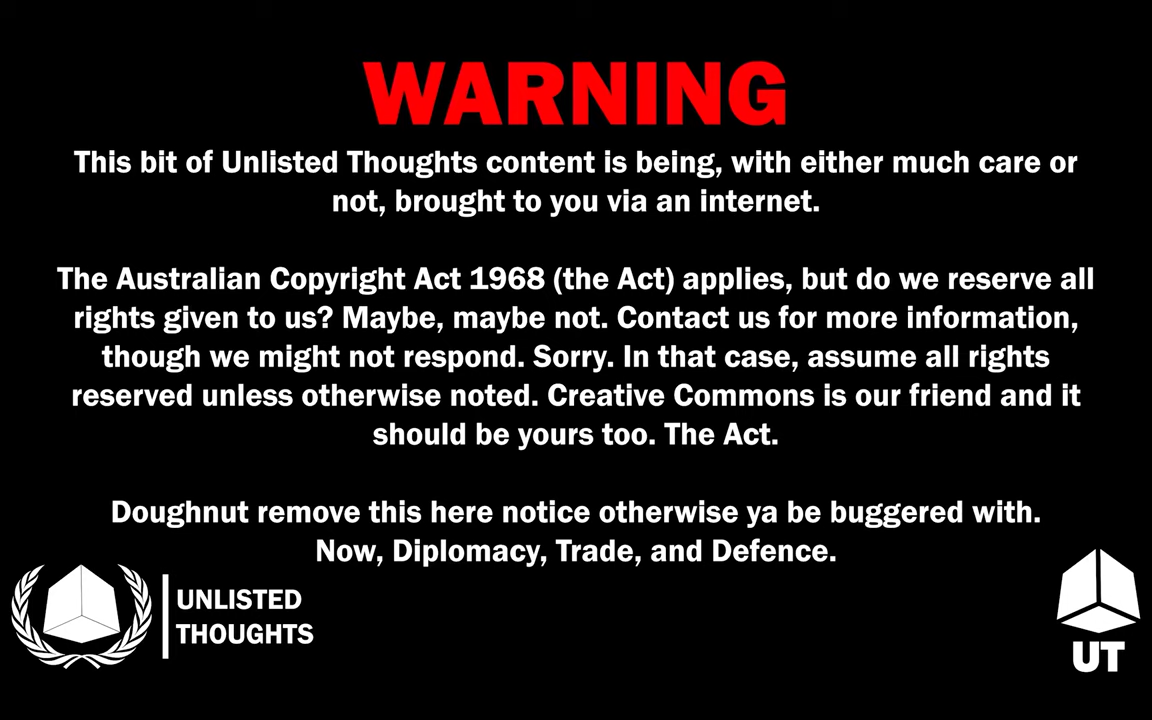 WARNING
This bit of Unlisted Thoughts content is being, with either much care or
not, brought to you via an internet.
The Australian Copyright Act 1968 (the Act) applies, but do we reserve all
rights given to us? Maybe, maybe not. Contact us for more information,
though we might not respond. Sorry. In that case, assume all rights
reserved unless otherwise noted. Creative Commons is our friend and it
should be yours too. The Act.
Doughnut remove this here notice otherwise ya be buggered with.
Now, Diplomacy, Trade, and Defence.
UNLISTED
THOUGHTS
UT